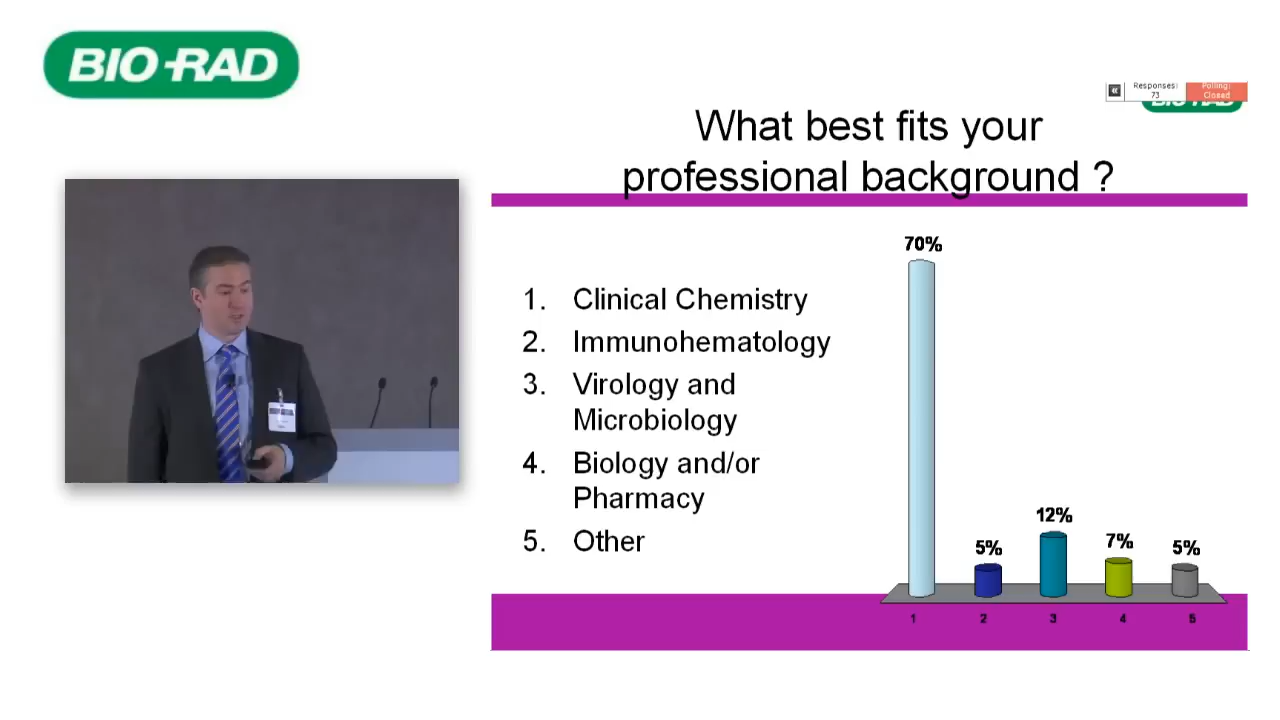 BIO-RAD
Responses:
73
Polling:
Closed
BIO-RAD
What best fits your
professional background ?
1. Clinical Chemistry
2. Immunohematology
3. Virology and
Microbiology
4. Biology and/or
Pharmacy
5. Other
70%
5%
12%
7%
5%
1
2
3
4
5